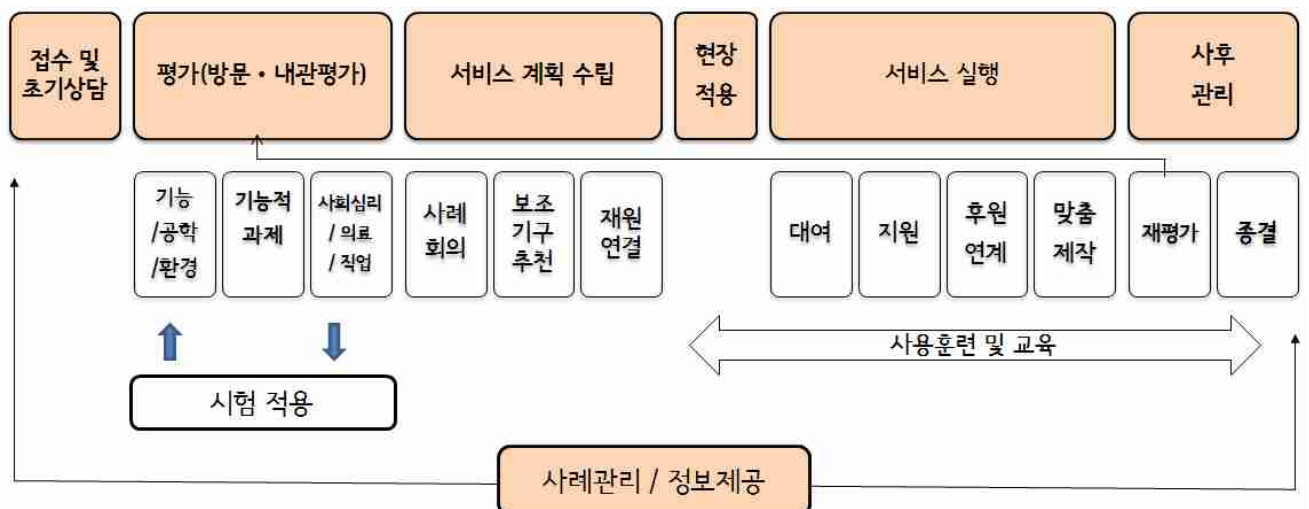 접수 및
초기상담
평가(방문·내관평가)
서비스 계획 수립
현장
적용
서비스 실행
사후
관리
기능
/공학
/환경
기능적
과제
사회심리
/ 의료
/ 직업
사례
회의
보조
기구
추천
재원
연결
대여
지원
후원
연계
맞춤
제작
재평가
종결
사용훈련 및 교육
시험 적용
사례관리 / 정보제공